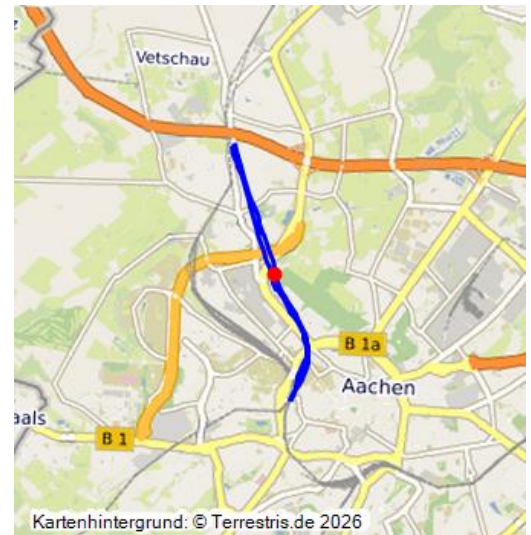 Vetschau
B 1a
Aachen
aals
B 1
Kartenhintergrund: © Terrestris.de 2026